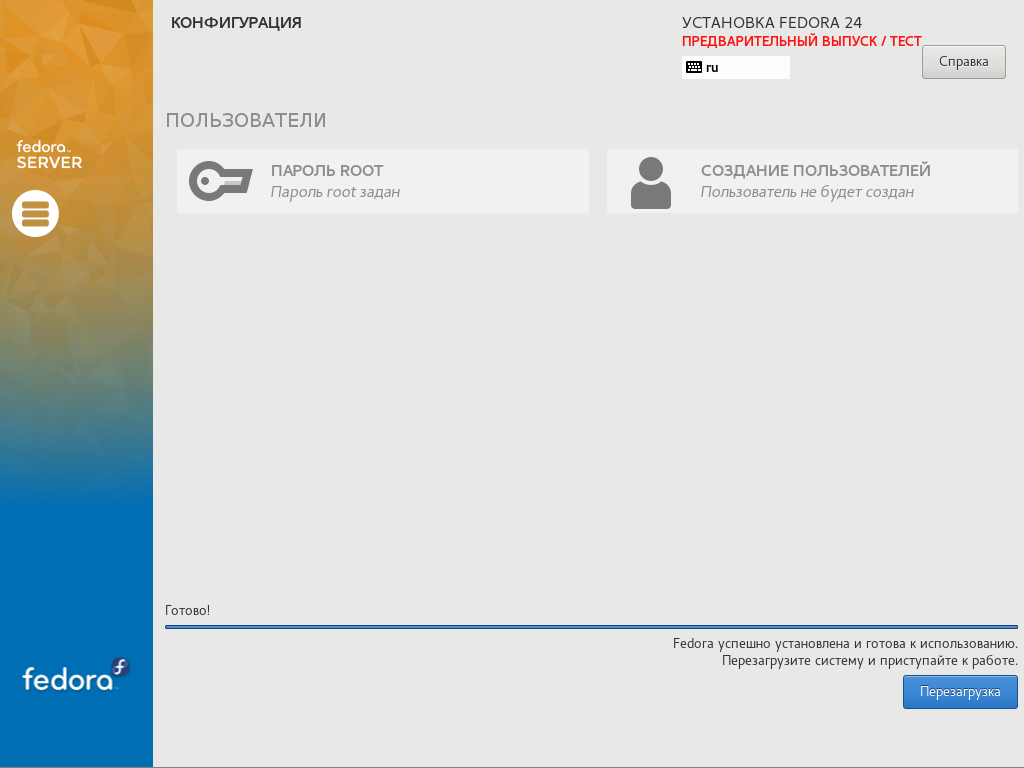 КОНФИГУРАЦИЯ
УСТАНОВКА FEDORA 24
ПРЕДВАРИТЕЛЬНЫЙ ВЫПУСК / ТЕСТ
ru
Справка
fedora
SERVER
ПОЛЬЗОВАТЕЛИ
ПАРОЛЬ ROOT
Пароль root задан
СОЗДАНИЕ ПОЛЬЗОВАТЕЛЕЙ
Пользователь не будет создан
Готово!
Fedora успешно установлена и готова к использованию.
Перезагрузите систему и приступайте к работе.
Перезагрузка
fedora